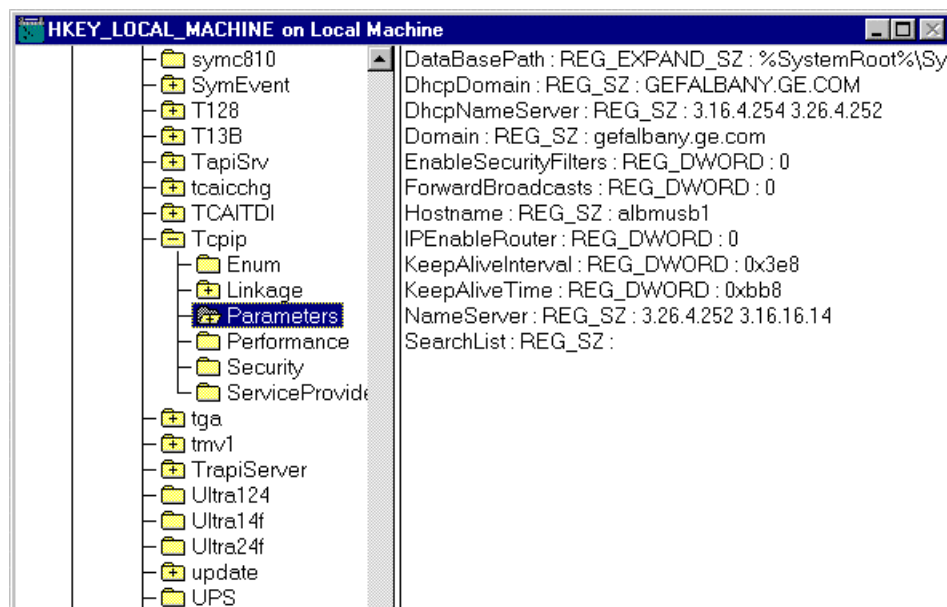 HKEY_LOCAL_MACHINE on Local Machine
symc810
SymEvent
T128
T13B
TapiSrv
tcaicchg
TCAITDI
Tcpip
Enum
Linkage
Parameters
Performance
Security
ServiceProvide
tga
tmv1
TrapiServer
Ultra124
Ultra14f
Ultra24f
update
UPS
DataBasePath : REG_EXPAND_SZ : %SystemRoot%\Sy
DhcpDomain : REG_SZ : GEFALBANY.GE.COM
DhcpNameServer : REG_SZ : 3.16.4.254 3.26.4.252
Domain : REG_SZ : gefalbany.ge.com
EnableSecurityFilters : REG_DWORD : 0
ForwardBroadcasts : REG_DWORD : 0
Hostname : REG_SZ : albmusb1
IPEnableRouter : REG_DWORD : 0
KeepAliveInterval : REG_DWORD : 0x3e8
KeepAliveTime : REG_DWORD : 0xbb8
NameServer : REG_SZ : 3.26.4.252 3.16.16.14
SearchList : REG_SZ :